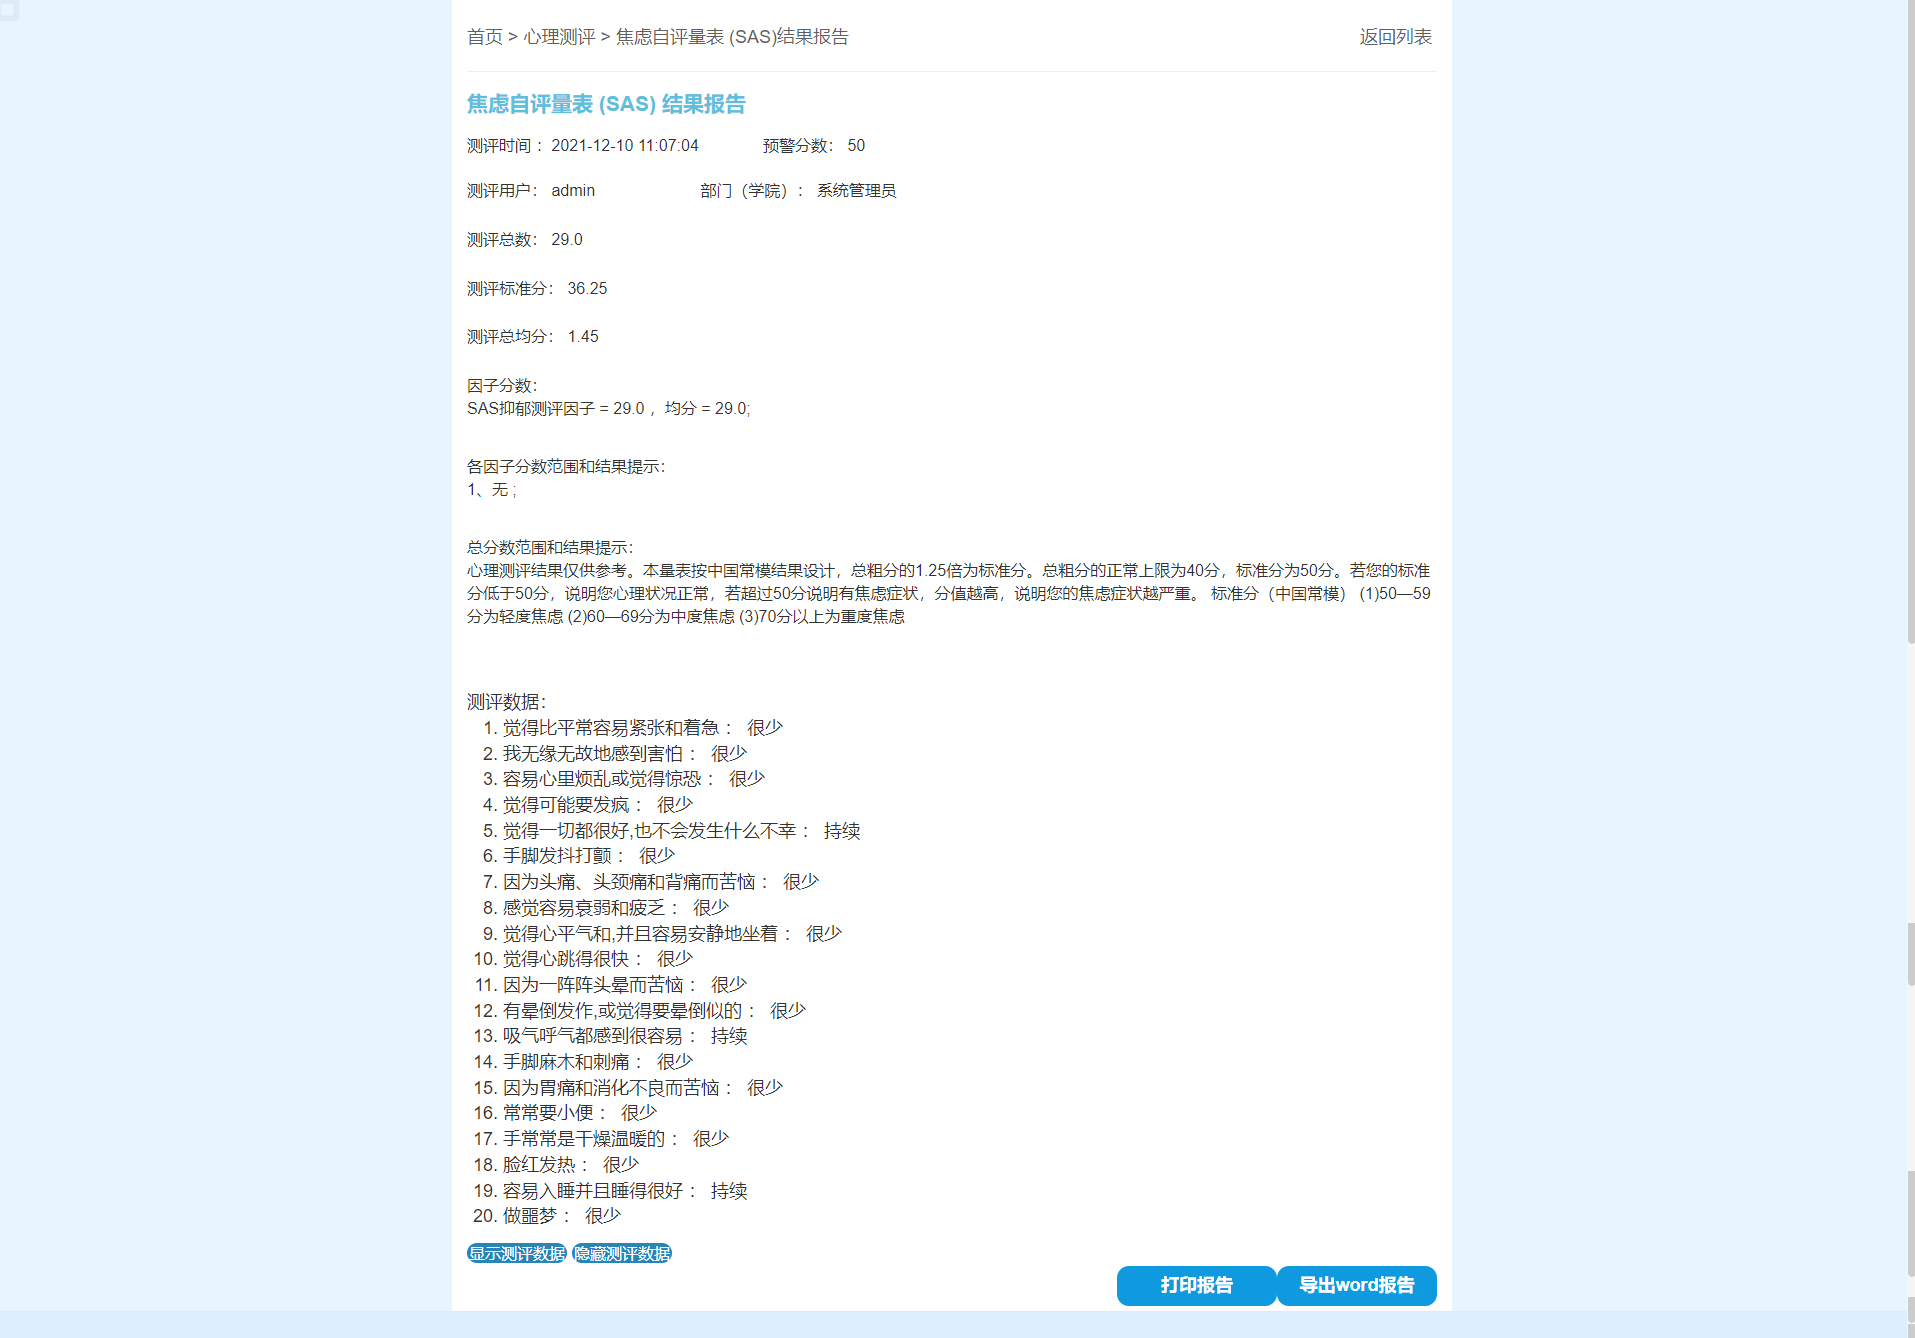 首页 > 心理测评 > 焦虑自评量表 (SAS)结果报告 返回列表
焦虑自评量表 (SAS) 结果报告
测评时间： 2021-12-10 11:07:04 预警分数： 50
测评用户： admin 部门（学院）： 系统管理员
测评总数： 29.0
测评标准分： 36.25
测评总均分： 1.45
因子分数：
SAS抑郁测评因子 = 29.0 ，均分 = 29.0;
各因子分数范围和结果提示：
1、无 ;
总分数范围和结果提示：
心理测评结果仅供参考。本量表按中国常模结果设计，总粗分的1.25倍为标准分。总粗分的正常上限为40分，标准分为50分。若您的标准
分低于50分，说明您心理状况正常，若超过50分说明有焦虑症状，分值越高，说明您的焦虑症状越严重。 标准分（中国常模） (1)50—59
分为轻度焦虑 (2)60—69分为中度焦虑 (3)70分以上为重度焦虑
测评数据：
1. 觉得比平常容易紧张和着急： 很少
2. 我无缘无故地感到害怕： 很少
3. 容易心里烦乱或觉得惊恐： 很少
4. 觉得可能要发疯： 很少
5. 觉得一切都很好,也不会发生什么不幸： 持续
6. 手脚发抖打颤： 很少
7. 因为头痛、头颈痛和背痛而苦恼： 很少
8. 感觉容易衰弱和疲乏： 很少
9. 觉得心平气和,并且容易安静地坐着： 很少
10. 觉得心跳得很快： 很少
11. 因为一阵阵头晕而苦恼： 很少
12. 有晕倒发作,或觉得要晕倒似的： 很少
13. 吸气呼气都感到很容易： 持续
14. 手脚麻木和刺痛： 很少
15. 因为胃痛和消化不良而苦恼： 很少
16. 常常要小便： 很少
17. 手常常是干燥温暖的： 很少
18. 脸红发热： 很少
19. 容易入睡并且睡得很好： 持续
20. 做噩梦： 很少
显示测评数据 隐藏测评数据
打印报告 导出word报告